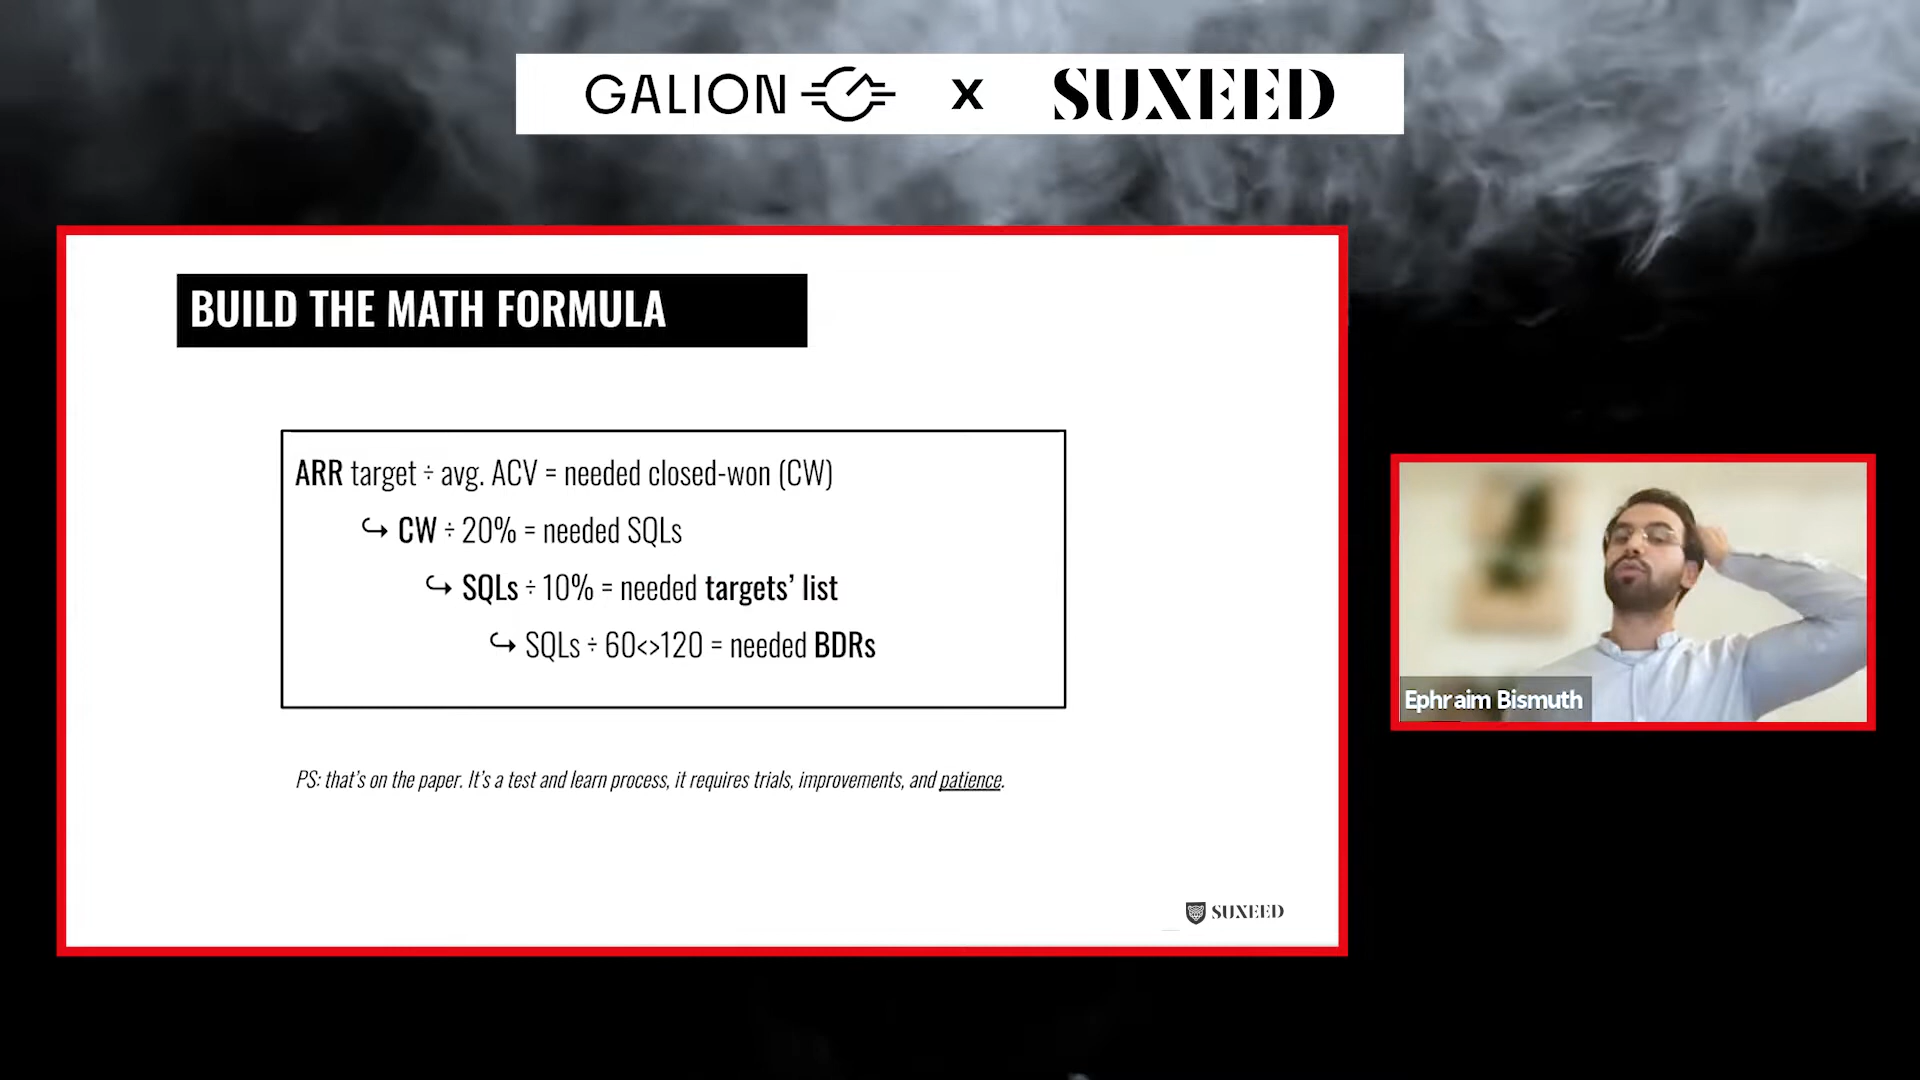 GALION x SUXEED
BUILD THE MATH FORMULA
ARR target ÷ avg. ACV = needed closed-won (CW)
↪ CW ÷ 20% = needed SQLs
↪ SQLs ÷ 10% = needed targets’ list
↪ SQLs ÷ 60<>120 = needed BDRs
PS: that’s on the paper. It’s a test and learn process, it requires trials, improvements, and patience.
SUXEED
Ephraim Bismuth